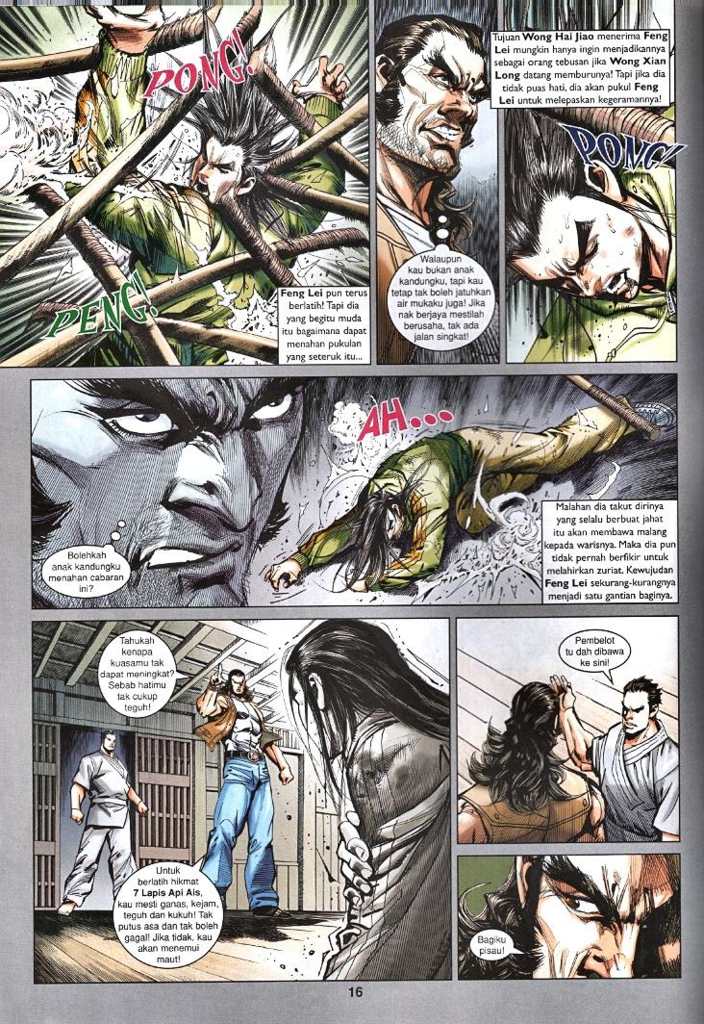 PONG!
PENG!
Feng Lei pun terus
berlatih! Tapi dia
yang begitu muda
itu bagaimana dapat
menahan pukulan
yang seteruk itu...
Tujuan Wong Hai Jiao menerima Feng
Lei mungkin hanya ingin menjadikannya
sebagai orang tebusan jika Wong Xian
Long datang memburunya! Tapi jika dia
tidak puas hati, dia akan pukul Feng
Lei untuk melepaskan kegeramannya!
Walaupun
kau bukan anak
kandungku, tapi kau
tetap tak boleh jatuhkan
air mukaku juga! Jika
nak berjaya mestilah
berusaha, tak ada
jalan singkat!
PONG!
AH...
Bolehkah
anak kandungku
menahan cabaran
ini?
Malahan dia takut dirinya
yang selalu berbuat jahat
itu akan membawa malang
kepada warisnya. Maka dia pun
tidak pernah berfikir untuk
melahirkan zuriat. Kewujudan
Feng Lei sekurang-kurangnya
menjadi satu gantian baginya.
Tahukah
kenapa
kuasamu tak
dapat meningkat?
Sebab hatimu
tak cukup
teguh!
Untuk
berlatih hikmat
7 Lapis Api Ais,
kau mesti ganas, kejam,
teguh dan kukuh! Tak
putus asa dan tak boleh
gagal! Jika tidak, kau
akan menemui
maut!
Pembelot
tu dah dibawa
ke sini!
Bagiku
pisau!
16